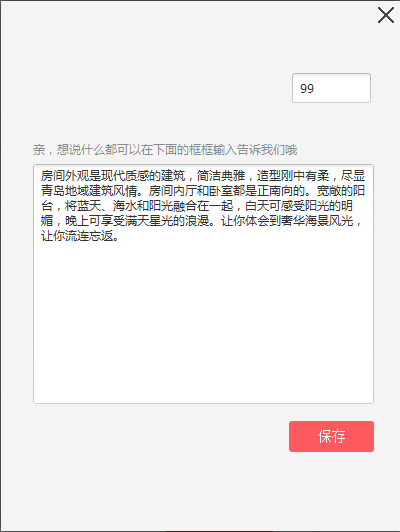 99
亲，想说什么都可以在下面的框框输入告诉我们哦
房间外观是现代质感的建筑，简洁典雅，造型刚中有柔，尽显
青岛地域建筑风情。房间内厅和卧室都是正南向的。宽敞的阳
台，将蓝天、海水和阳光融合在一起，白天可感受阳光的明
媚，晚上可享受满天星光的浪漫。让你体会到奢华海景风光，
让你流连忘返。
保存